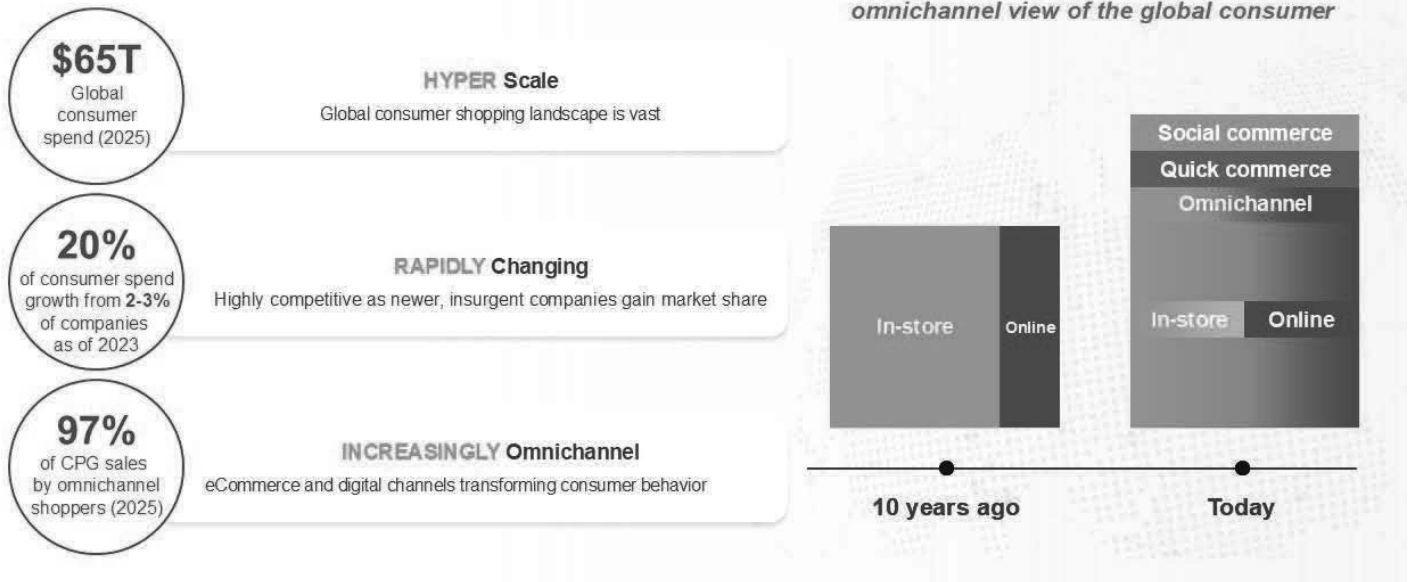 omnichannel view of the global consumer
$65T
Global
consumer
spend (2025)
HYPER Scale
Global consumer shopping landscape is vast
20%
of consumer spend
growth from 2-3%
of companies
as of 2023
RAPIDLY Changing
Highly competitive as newer, insurgent companies gain market share
97%
of CPG sales
by omnichannel
shoppers (2025)
INCREASINGLY Omnichannel
eCommerce and digital channels transforming consumer behavior
In-store
Online
10 years ago
Social commerce
Quick commerce
Omnichannel
In-store
Online
Today